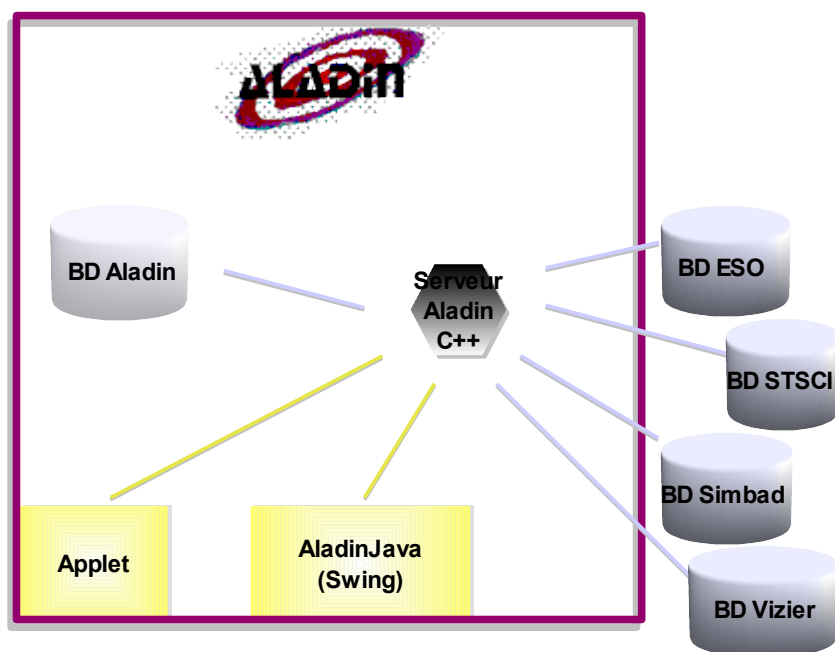 ALADiN
BD Aladin
Serveur
Aladin
C++
BD ESO
BD STSCI
BD Simbad
Applet
AladinJava
(Swing)
BD Vizier